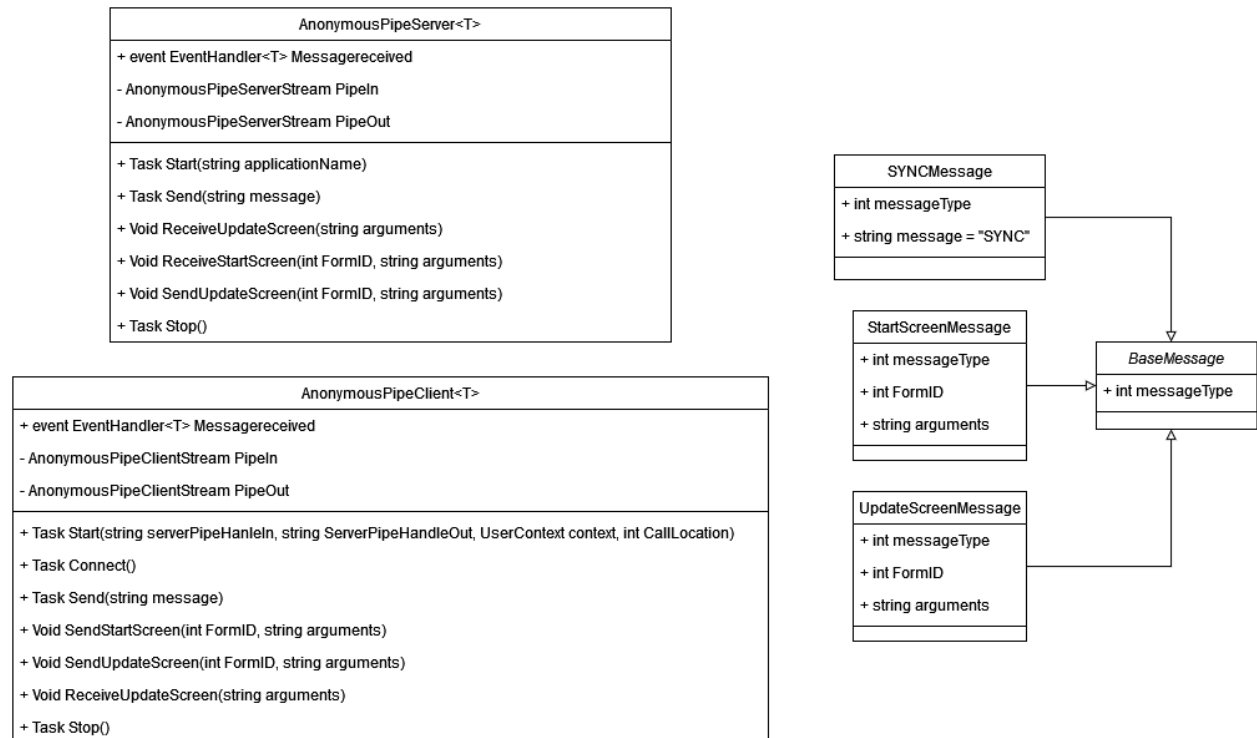 AnonymousPipeServer<T>
+ event EventHandler<T> Messagereceived
- AnonymousPipeServerStream PipeIn
- AnonymousPipeServerStream PipeOut
+ Task Start(string applicationName)
+ Task Send(string message)
+ Void ReceiveUpdateScreen(string arguments)
+ Void ReceiveStartScreen(int FormID, string arguments)
+ Void SendUpdateScreen(int FormID, string arguments)
+ Task Stop()
AnonymousPipeClient<T>
+ event EventHandler<T> Messagereceived
- AnonymousPipeClientStream PipeIn
- AnonymousPipeClientStream PipeOut
+ Task Start(string serverPipeHanleIn, string ServerPipeHandleOut, UserContext context, int CallLocation)
+ Task Connect()
+ Task Send(string message)
+ Void SendStartScreen(int FormID, string arguments)
+ Void SendUpdateScreen(int FormID, string arguments)
+ Void ReceiveUpdateScreen(string arguments)
+ Task Stop()
SYNCMessage
+ int messageType
+ string message = "SYNC"
StartScreenMessage
+ int messageType
+ int FormID
+ string arguments
UpdateScreenMessage
+ int messageType
+ int FormID
+ string arguments
BaseMessage
+ int messageType